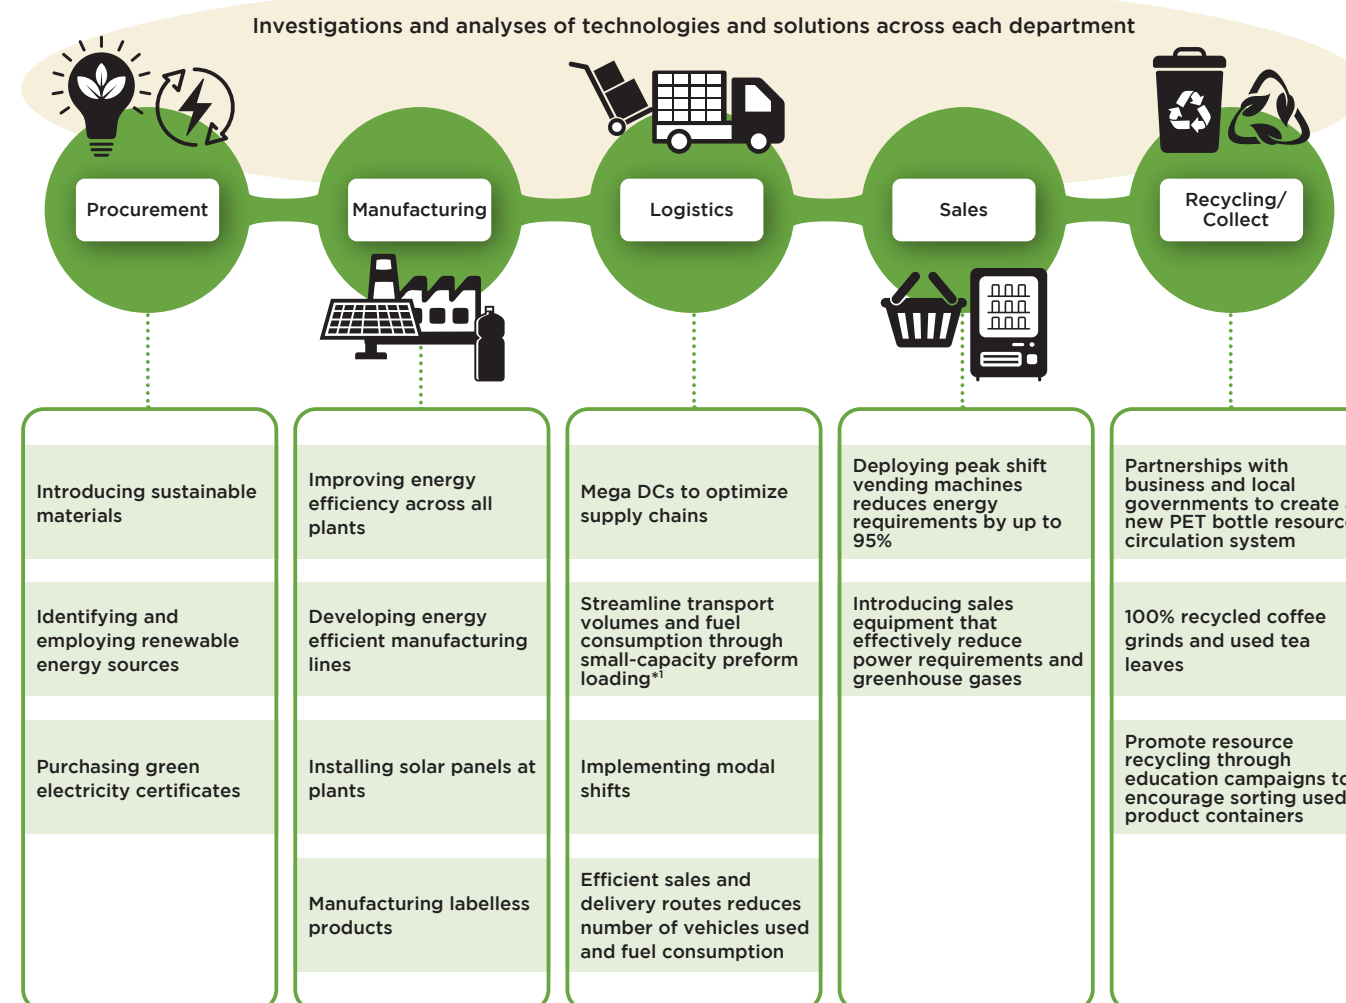 Investigations and analyses of technologies and solutions across each department
Procurement
Manufacturing
Logistics
Sales
Recycling/
Collect
Introducing sustainable
materials
Identifying and
employing renewable
energy sources
Purchasing green
electricity certificates
Improving energy
efficiency across all
plants
Developing energy
efficient manufacturing
lines
Installing solar panels at
plants
Manufacturing labelless
products
Mega DCs to optimize
supply chains
Streamline transport
volumes and fuel
consumption through
small-capacity preform
loading*¹
Implementing modal
shifts
Efficient sales and
delivery routes reduces
number of vehicles used
and fuel consumption
Deploying peak shift
vending machines
reduces energy
requirements by up to
95%
Introducing sales
equipment that
effectively reduce
power requirements and
greenhouse gases
Partnerships with
business and local
governments to create
new PET bottle resource
circulation system
100% recycled coffee
grinds and used tea
leaves
Promote resource
recycling through
education campaigns to
encourage sorting used
product containers